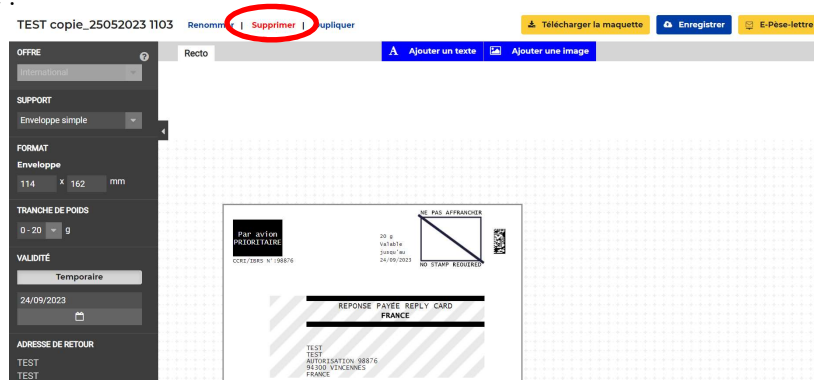 TEST copie_25052023 1103 Renommer | Supprimer | Dupliquer
Télécharger la maquette Enregistrer E-Pèse-lettre
OFFRE
International
SUPPORT
Enveloppe simple
FORMAT
Enveloppe
114 x 162 mm
TRANCHE DE POIDS
0 - 20 g
VALIDITÉ
Temporaire
24/09/2023
ADRESSE DE RETOUR
TEST
TEST
Recto
A Ajouter un texte Ajouter une image
Par avion
PRIORITAIRE
CCRI/IBRS N°:98876
20 g
Valable
jusqu'au
24/09/2023
NE PAS AFFRANCHIR
NO STAMP REQUIRED
REPONSE PAYÉE REPLY CARD
FRANCE
TEST
TEST
AUTORISATION 98876
94300 VINCENNES
FRANCE